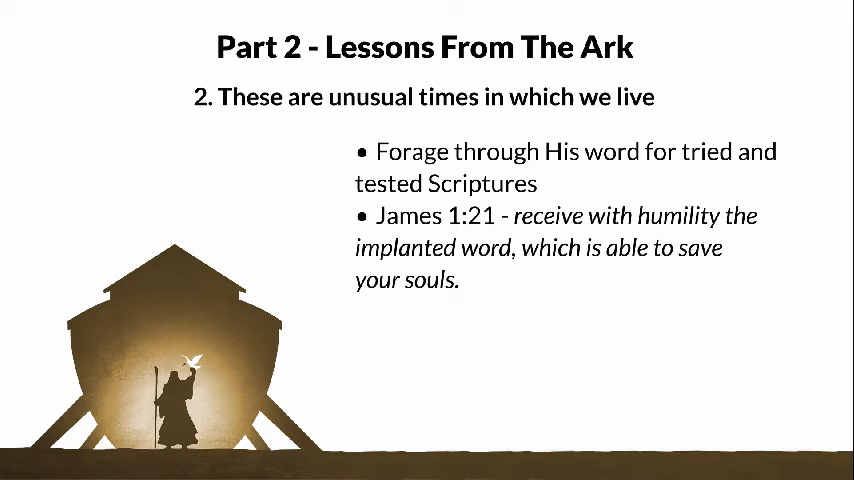 Part 2 - Lessons From The Ark
2. These are unusual times in which we live
• Forage through His word for tried and
tested Scriptures
• James 1:21 - receive with humility the
implanted word, which is able to save
your souls.